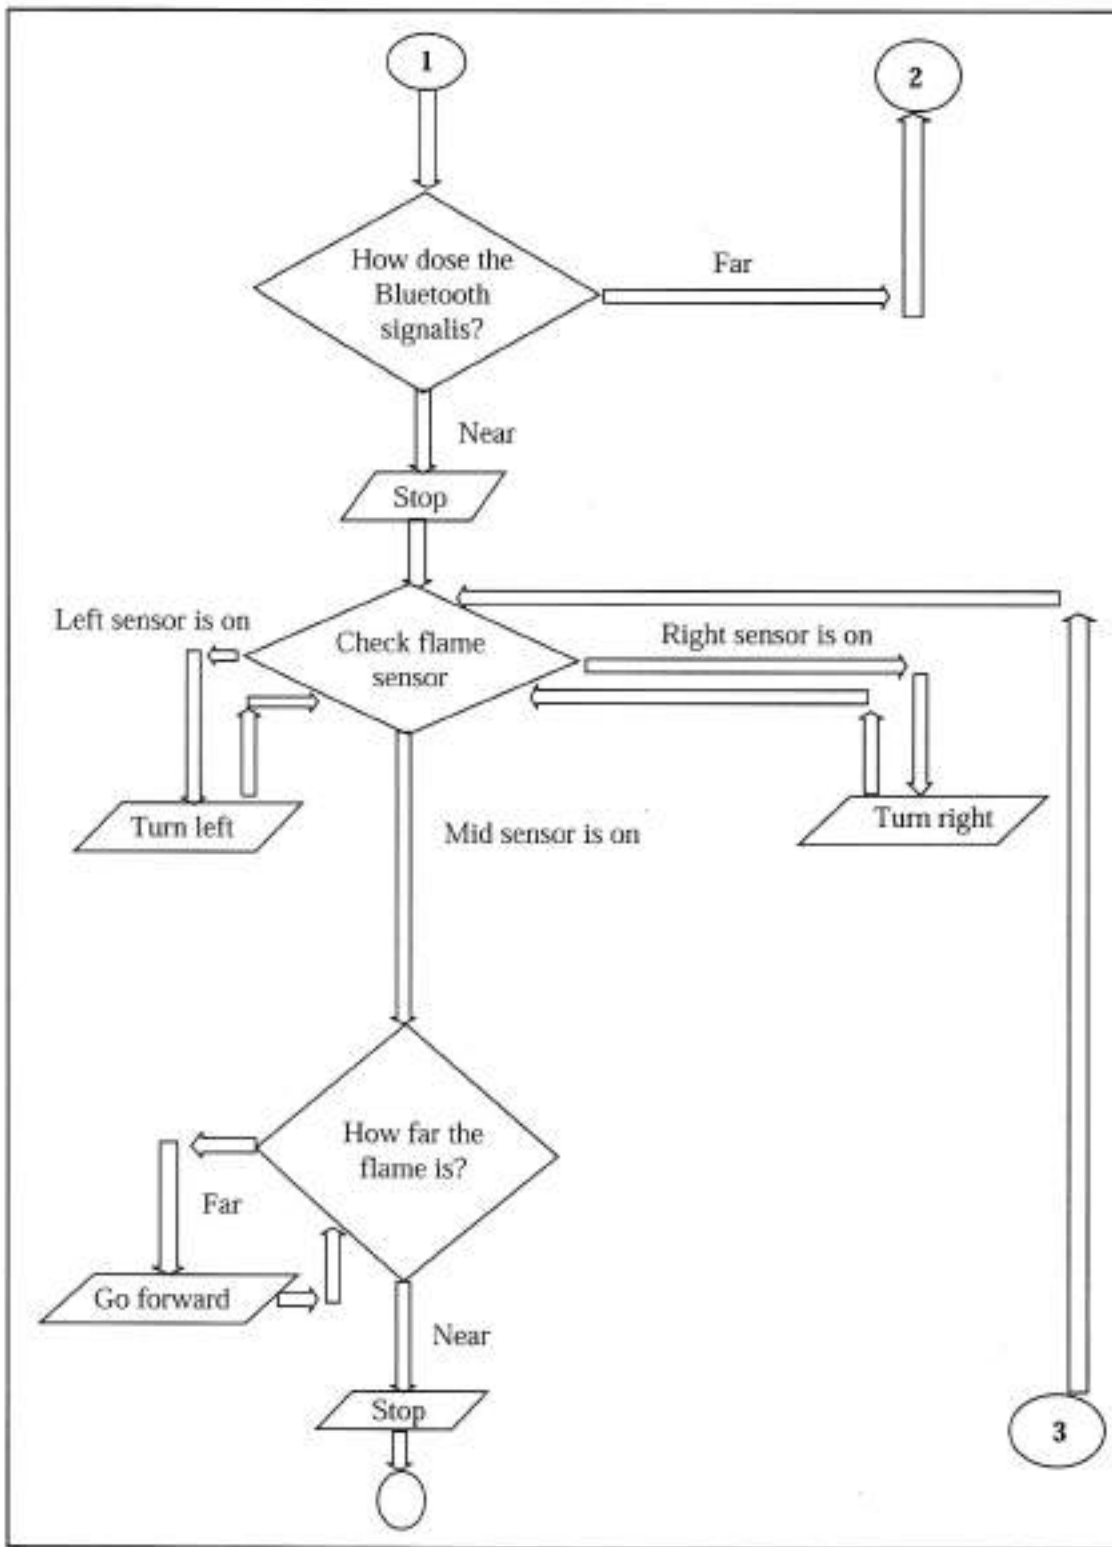 1
2
How dose the
Bluetooth
signalis?
Far
Near
Stop
Left sensor is on
Check flame
sensor
Right sensor is on
Turn left
Mid sensor is on
Turn right
How far the
flame is?
Far
Go forward
Near
Stop
3